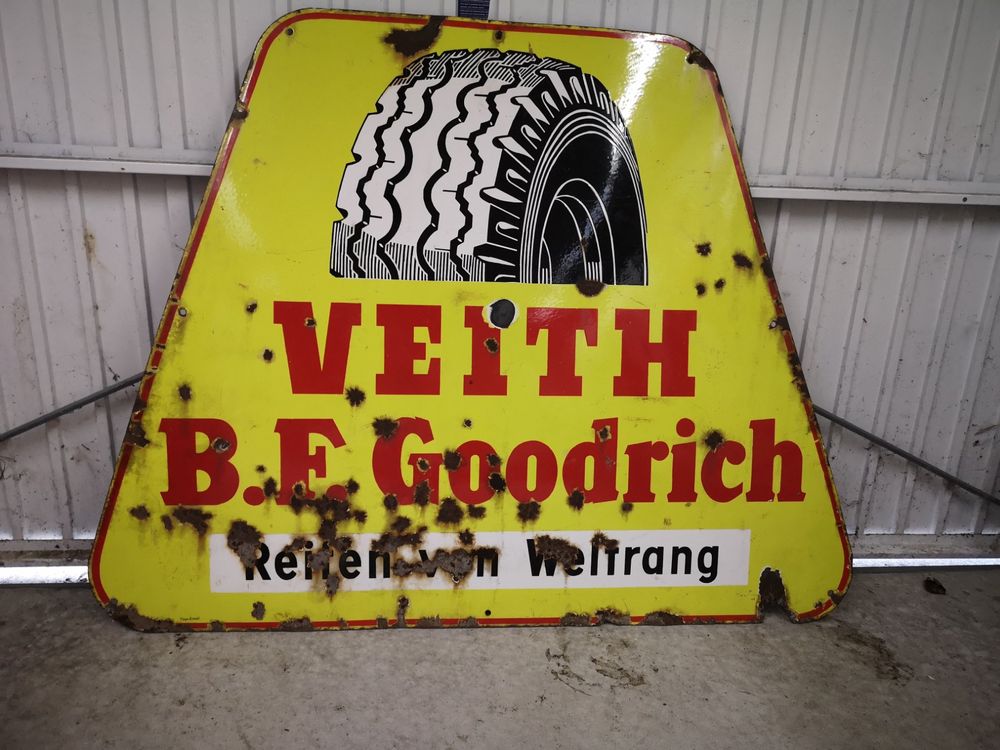 VEITH
B.F. Goodrich
Reifen von Weltrang